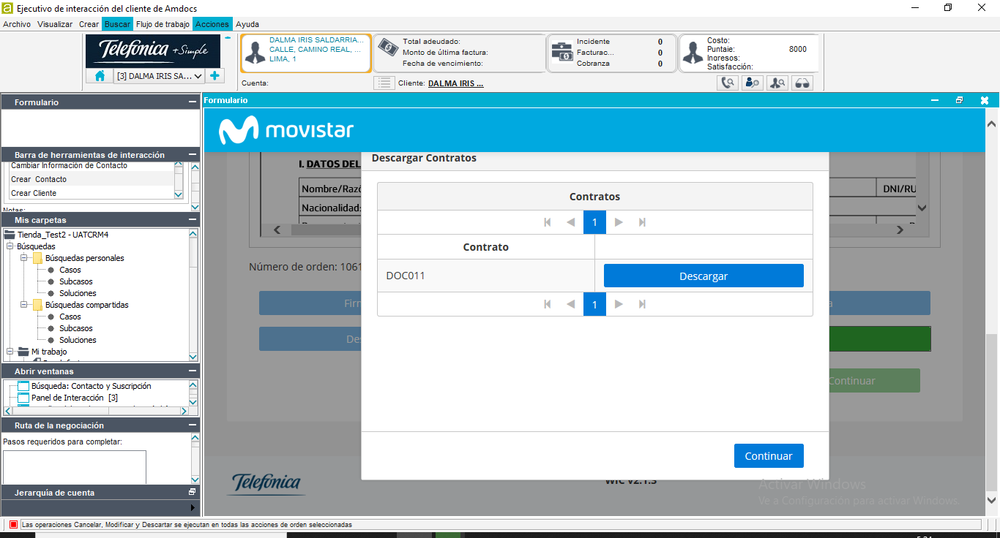 Ejecutivo de interacción del cliente de Amdocs
Archivo Visualizar Crear Buscar Flujo de trabajo Acciones Ayuda
Telefónica +Simple
[3] DALMA IRIS SA...
DALMA IRIS SALDARRIA...
CALLE, CAMINO REAL, ...
LIMA, 1
Total adeudado:
Monto de última factura:
Fecha de vencimiento:
Incidente 0
Facturac... 0
Cobranza 0
Costo:
Puntaie: 8000
Inqresos:
Satisfacción:
Cuenta:
Cliente: DALMA IRIS ...
Formulario
Barra de herramientas de interacción
Cambiar Información de Contacto
Crear Contacto
Crear Cliente
Notas:
Mis carpetas
Tienda_Test2 - UATCRM4
Búsquedas
Búsquedas personales
Casos
Subcasos
Soluciones
Búsquedas compartidas
Casos
Subcasos
Soluciones
Mi trabajo
Abrir ventanas
Búsqueda: Contacto y Suscripción
Panel de Interacción [3]
Ruta de la negociación
Pasos requeridos para completar:
Jerarquía de cuenta
Formulario
movistar
I. DATOS DEL
Nombre/Razó
DNI/RU
Nacionalidad:
Número de orden: 1061
Descargar Contratos
Contratos
1
Contrato
DOC011 Descargar
1
Continuar
Continuar
Telefónica
WIC v2.1.3
Activar Windows
Ve a Configuración para activar Windows.
Las operaciones Cancelar, Modificar y Descartar se ejecutan en todas las acciones de orden seleccionadas